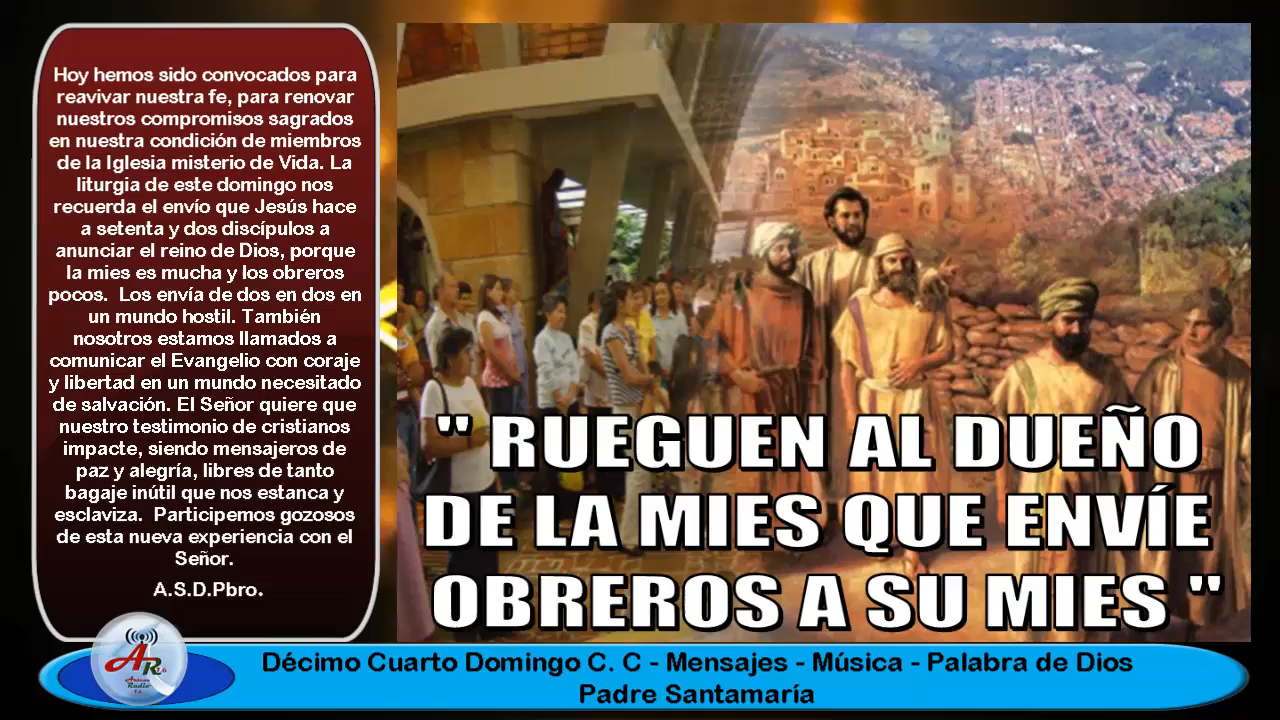 Hoy hemos sido convocados para
reavivar nuestra fe, para renovar
nuestros compromisos sagrados
en nuestra condición de miembros
de la Iglesia misterio de Vida. La
liturgia de este domingo nos
recuerda el envío que Jesús hace
a setenta y dos discípulos a
anunciar el reino de Dios, porque
la mies es mucha y los obreros
pocos.  Los envía de dos en dos en
un mundo hostil. También
nosotros estamos llamados a
comunicar el Evangelio con coraje
y libertad en un mundo necesitado
de salvación. El Señor quiere que
nuestro testimonio de cristianos
impacte, siendo mensajeros de
paz y alegría, libres de tanto
bagaje inútil que nos estanca y
esclaviza.  Participemos gozosos
de esta nueva experiencia con el
Señor.
A.S.D.Pbro.
" RUEGUEN AL DUEÑO
DE LA MIES QUE ENVÍE
OBREROS A SU MIES "
AR
Radio
Décimo Cuarto Domingo C. C - Mensajes - Música - Palabra de Dios
Padre Santamaría